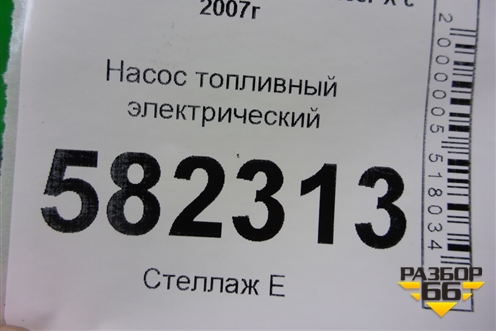 X с
2007г
Насос топливный
электрический
582313
Стеллаж Е
2000005518034
РАЗБОР
66